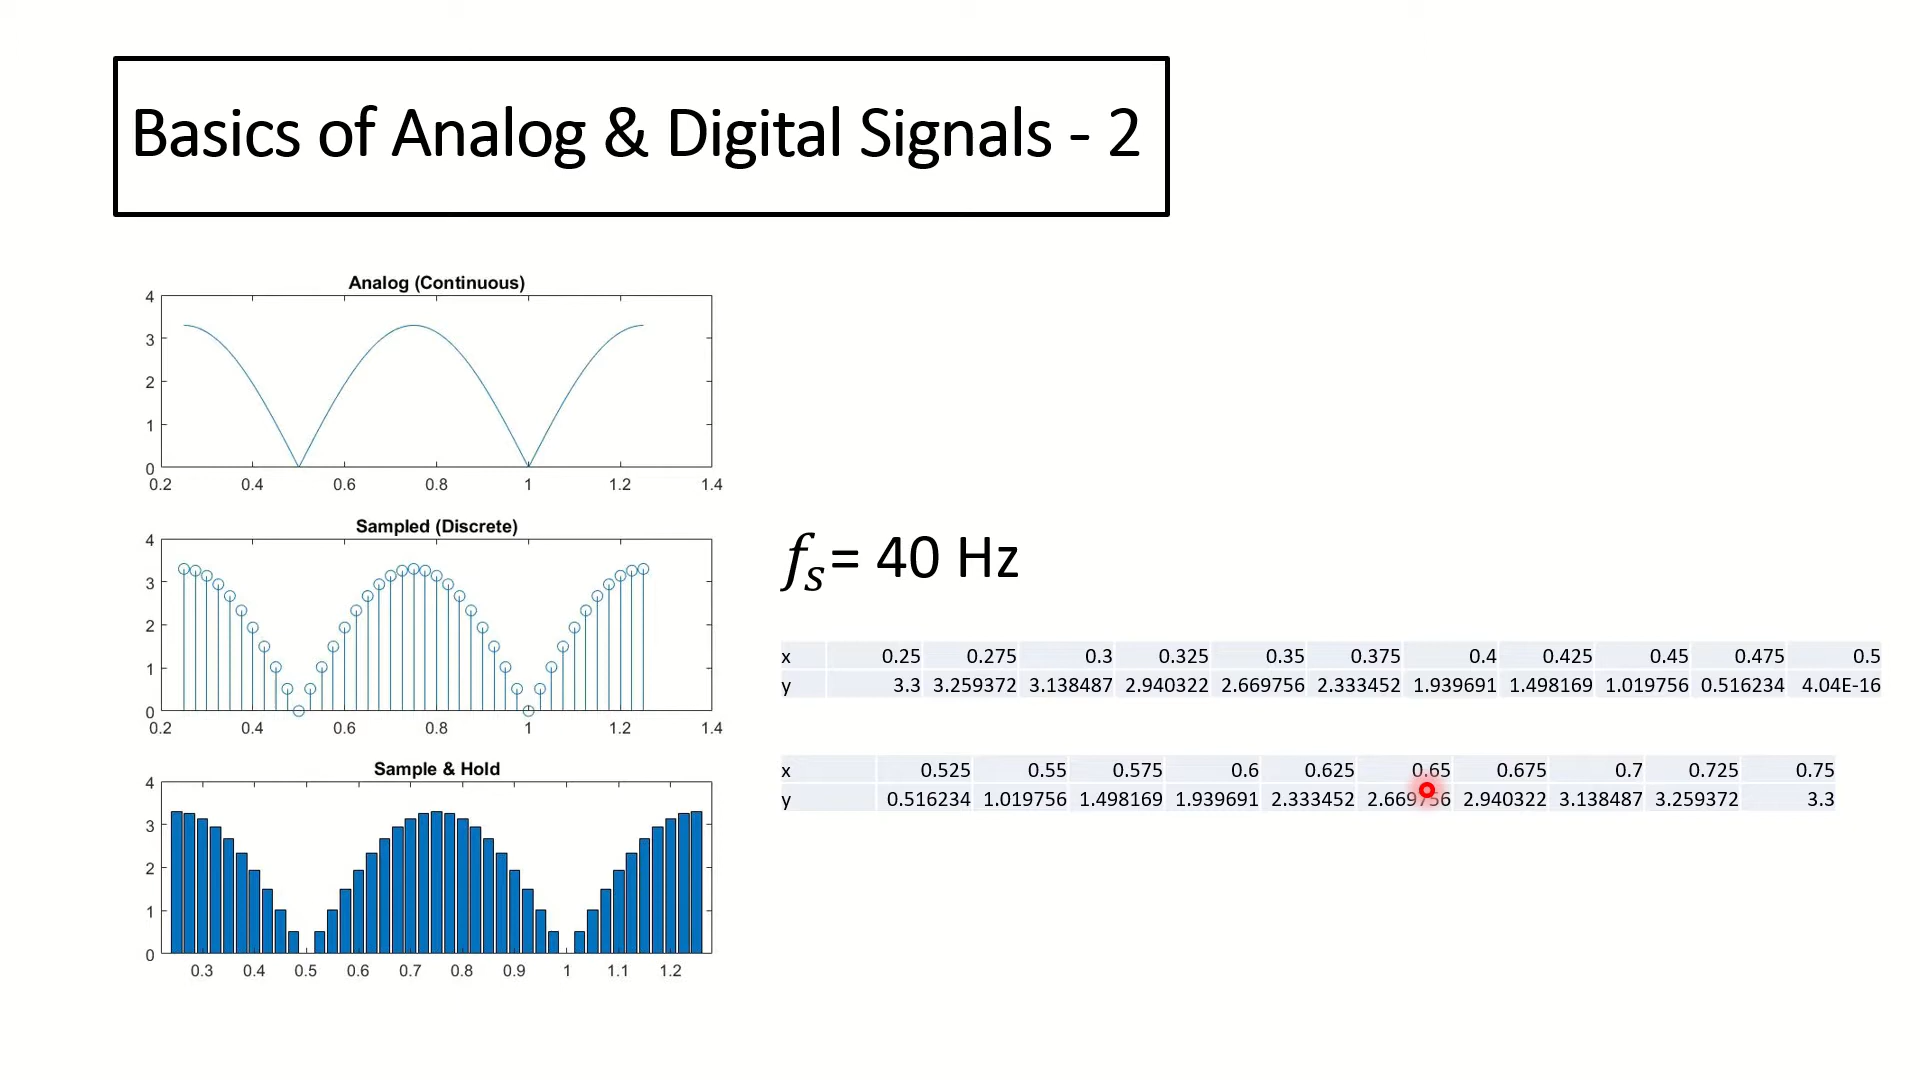 Basics of Analog & Digital Signals - 2
Analog (Continuous)
4
3
2
1
0
0.2 0.4 0.6 0.8 1 1.2 1.4
Sampled (Discrete)
4
3
2
1
0
0.2 0.4 0.6 0.8 1 1.2 1.4
Sample & Hold
4
3
2
1
0
0.3 0.4 0.5 0.6 0.7 0.8 0.9 1 1.1 1.2
fs= 40 Hz
x 0.25 0.275 0.3 0.325 0.35 0.375 0.4 0.425 0.45 0.475 0.5
y 3.3 3.259372 3.138487 2.940322 2.669756 2.333452 1.939691 1.498169 1.019756 0.516234 4.04E-16
x 0.525 0.55 0.575 0.6 0.625 0.65 0.675 0.7 0.725 0.75
y 0.516234 1.019756 1.498169 1.939691 2.333452 2.669756 2.940322 3.138487 3.259372 3.3